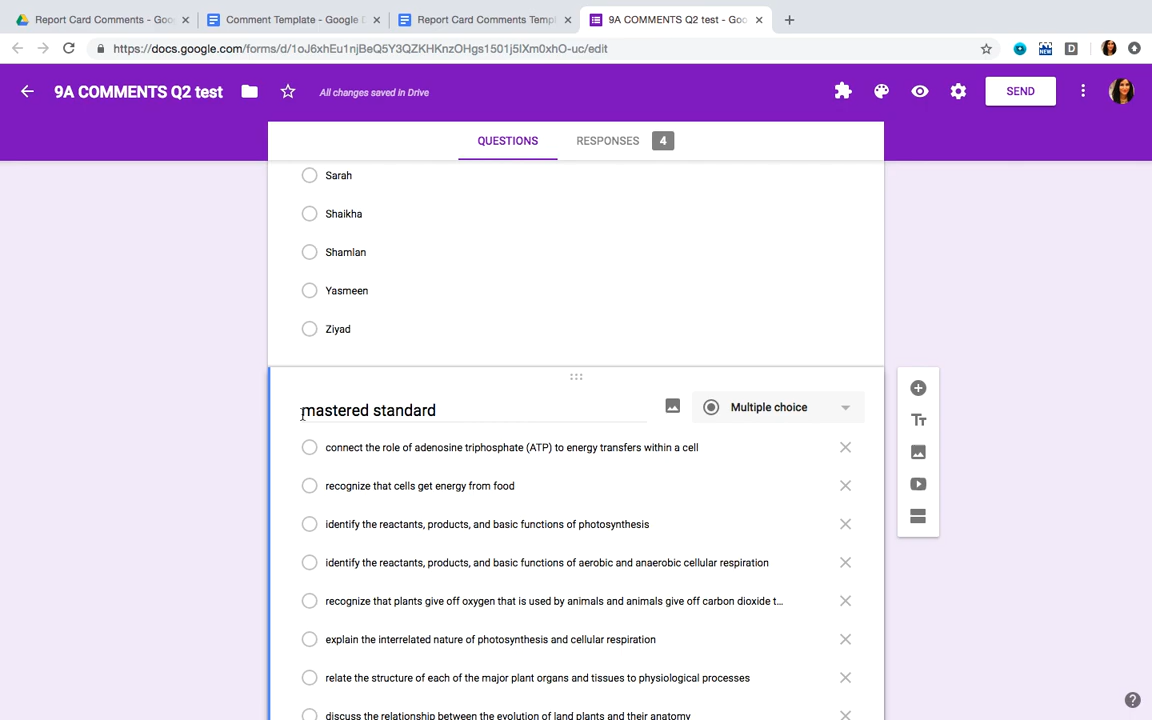 Report Card Comments - Goo
Comment Template - Google D
Report Card Comments Templ
9A COMMENTS Q2 test - Goo
https://docs.google.com/forms/d/1oJ6xhEu1njBeQ5Y3QZKHKnzOHgs1501j5lXm0xhO-uc/edit
NEW
D
9A COMMENTS Q2 test
All changes saved in Drive
SEND
QUESTIONS
RESPONSES
4
Sarah
Shaikha
Shamlan
Yasmeen
Ziyad
mastered standard
Multiple choice
connect the role of adenosine triphosphate (ATP) to energy transfers within a cell
Tт
recognize that cells get energy from food
identify the reactants, products, and basic functions of photosynthesis
identify the reactants, products, and basic functions of aerobic and anaerobic cellular respiration
recognize that plants give off oxygen that is used by animals and animals give off carbon dioxide t...
explain the interrelated nature of photosynthesis and cellular respiration
relate the structure of each of the major plant organs and tissues to physiological processes
discuss the relationship between the evolution of land plants and their anatomy